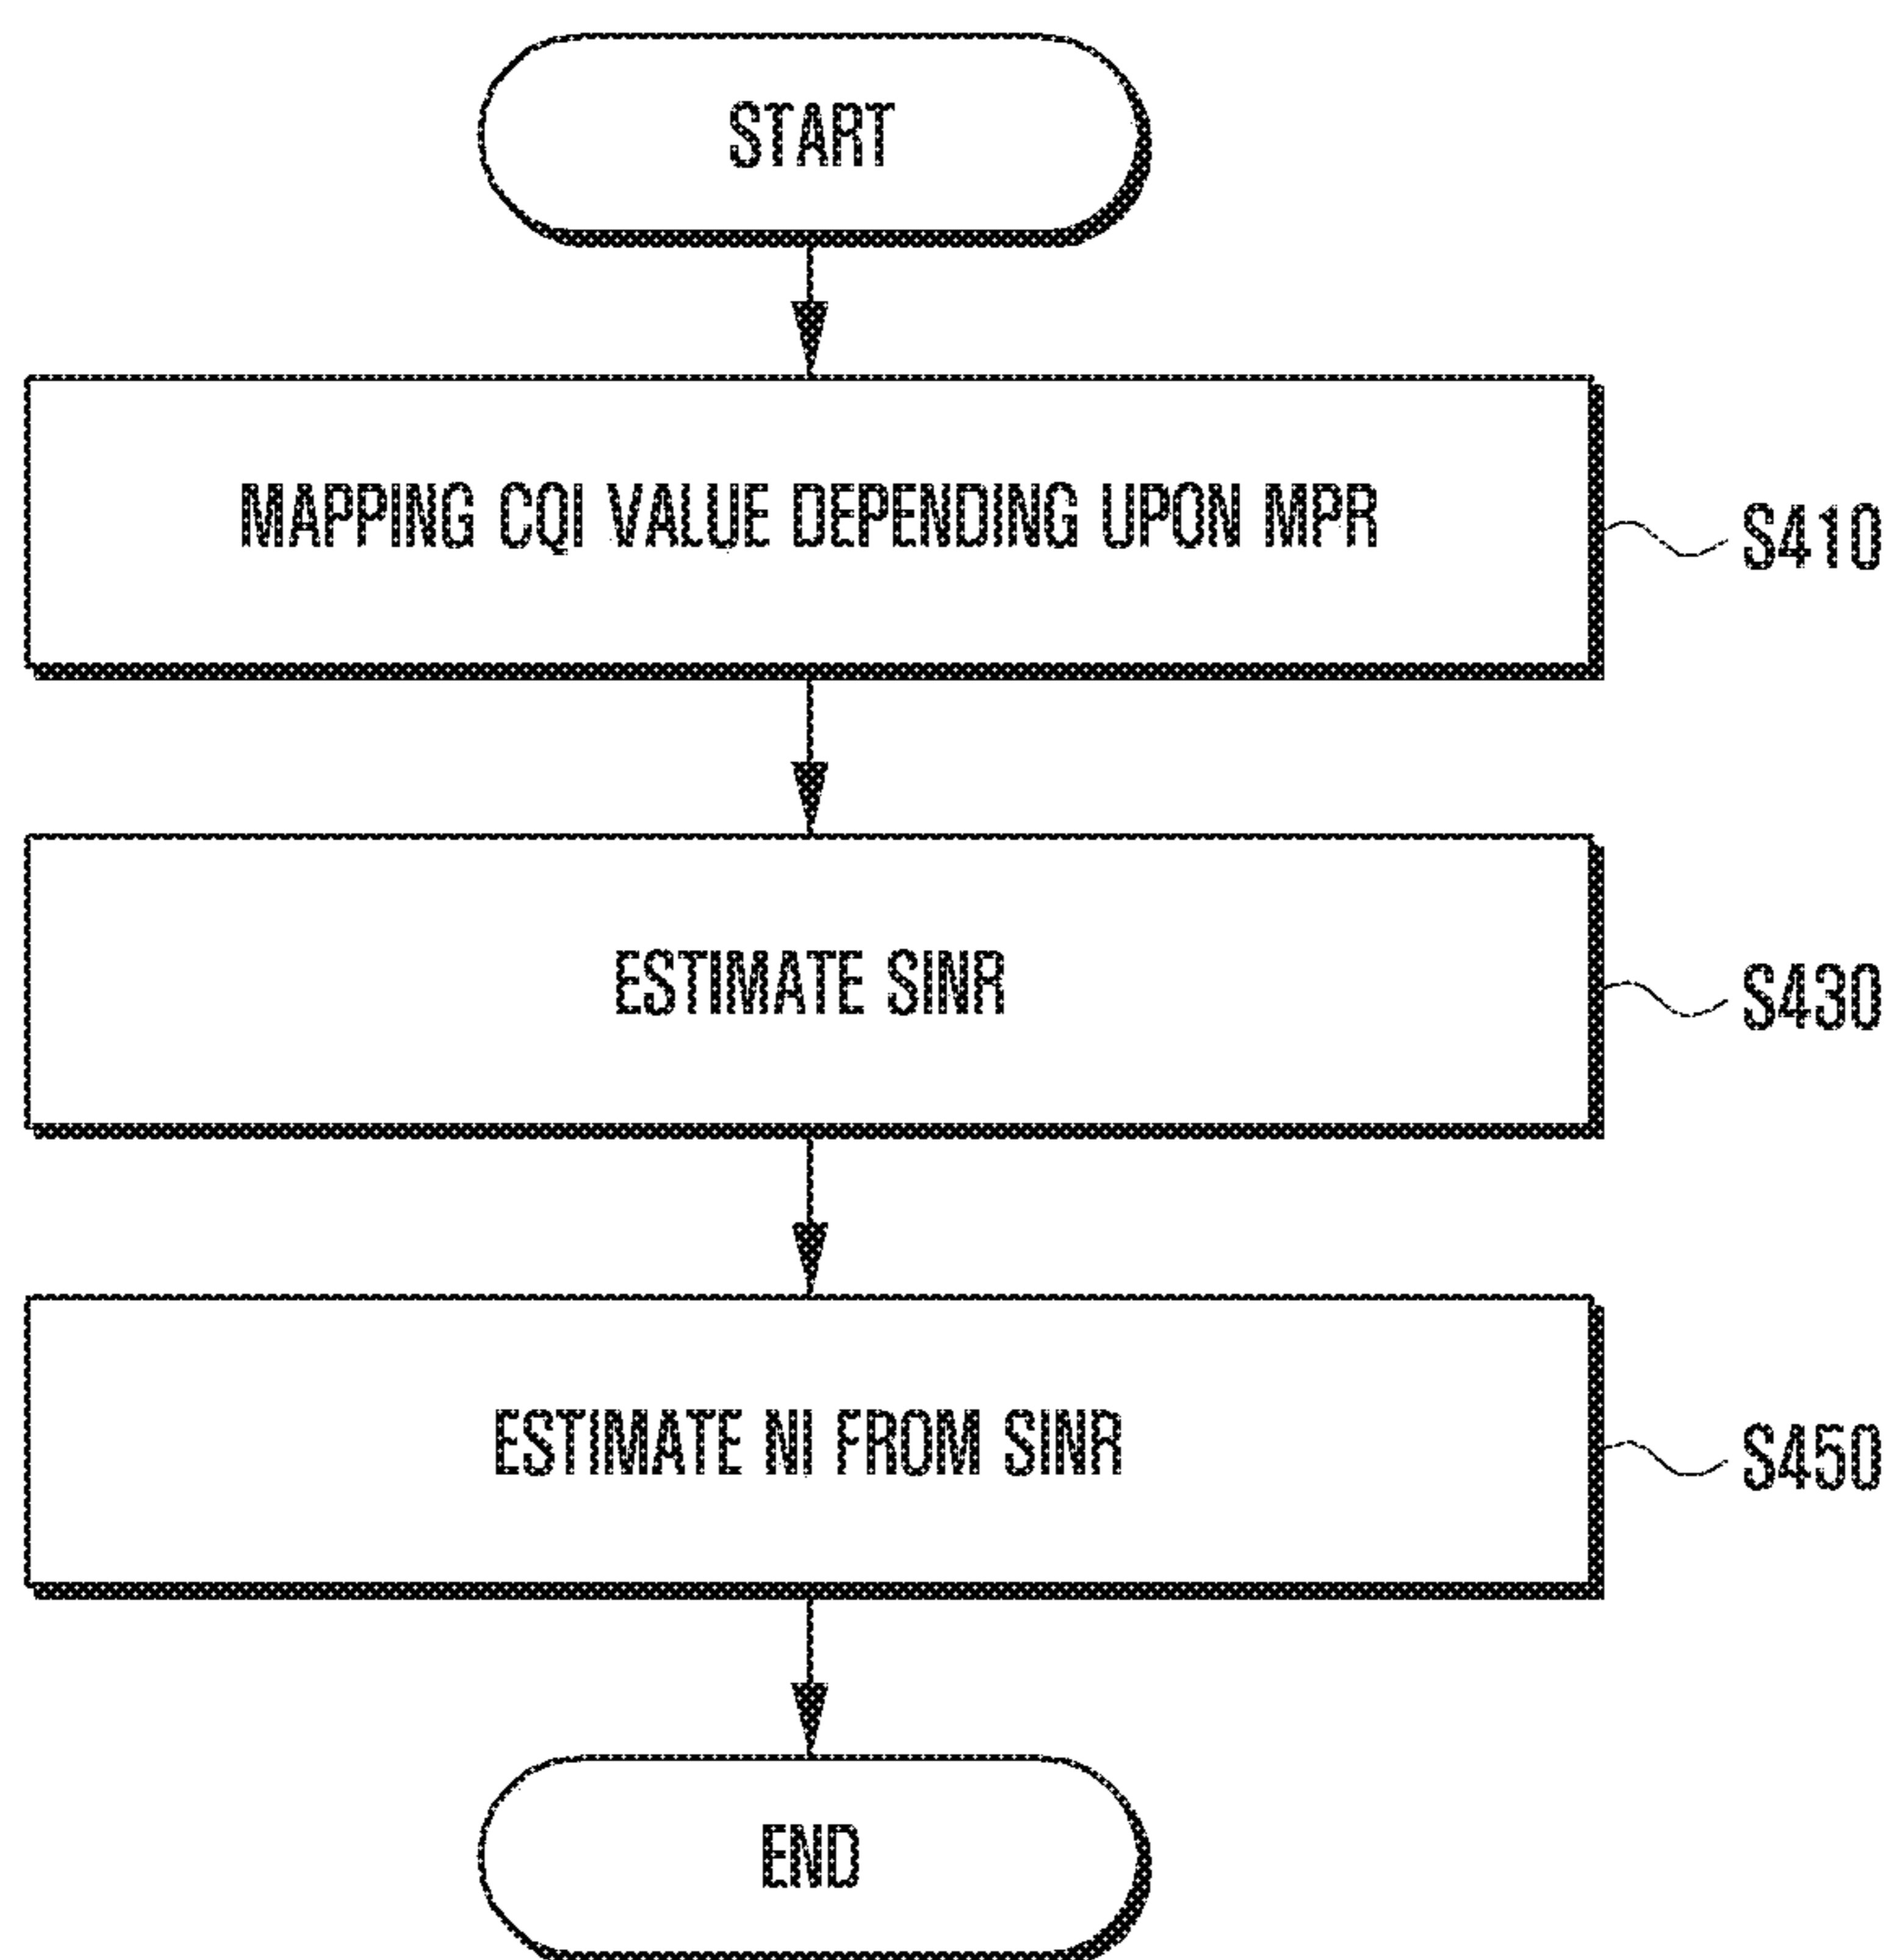 START
MAPPING CQI VALUE DEPENDING UPON MPR
S410
ESTIMATE SINR
S430
ESTIMATE NI FROM SINR
S450
END